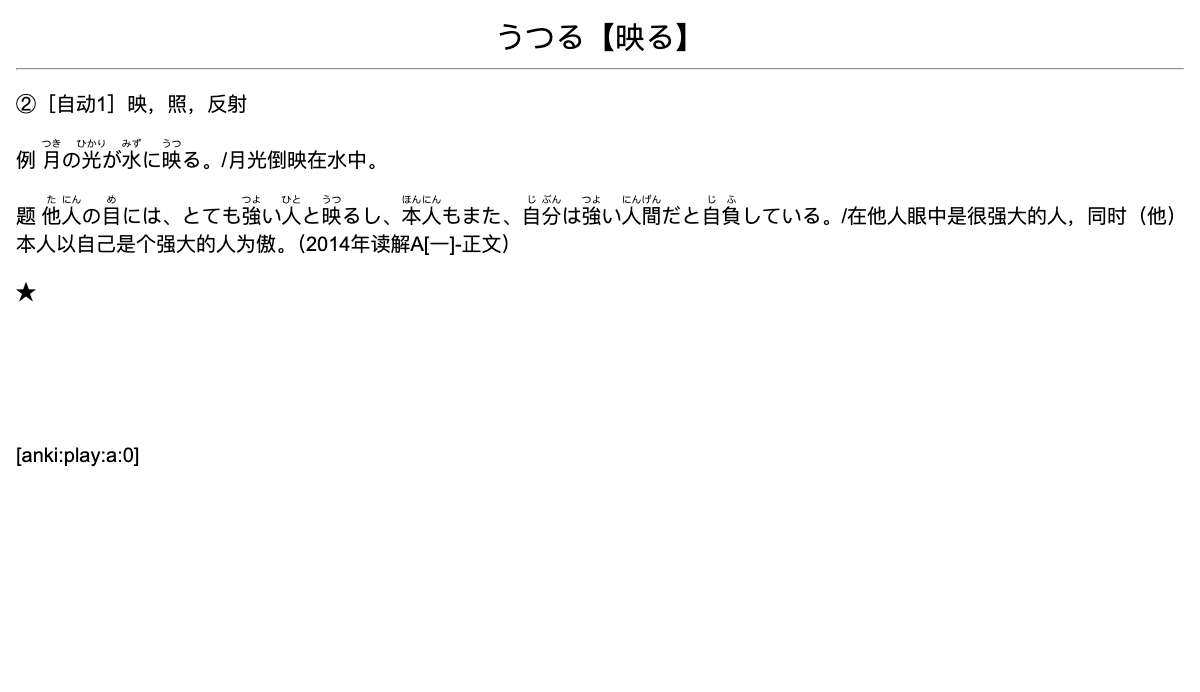 うつる【映る】
②［自动1］映，照，反射
例 月の光が水に映る。/月光倒映在水中。
つき ひかり みず うつ
题 他人の目には、とても強い人と映るし、本人もまた、自分は強い人間だと自負している。/在他人眼中是很强大的人，同时（他）
た にん め つよ ひと うつ ほんにん じ ぶん つよ にんげん じ ふ
本人以自己是个强大的人为傲。（2014年读解A[一]-正文）
★
[anki:play:a:0]